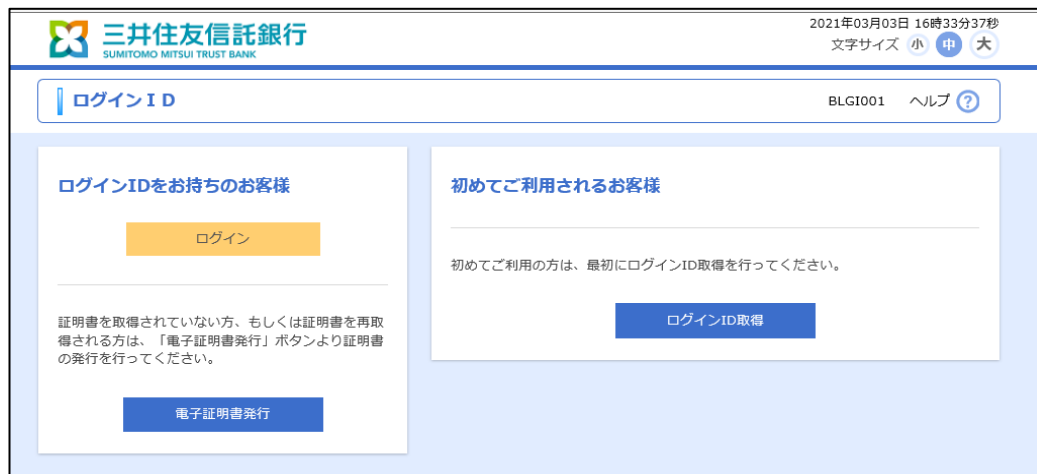 三井住友信託銀行
SUMITOMO MITSUI TRUST BANK
2021年03月03日 16時33分37秒
文字サイズ 小 中 大
ログインＩＤ
BLGI001 ヘルプ ?
ログインIDをお持ちのお客様
ログイン
証明書を取得されていない方、もしくは証明書を再取
得される方は、「電子証明書発行」ボタンより証明書
の発行を行ってください。
電子証明書発行
初めてご利用されるお客様
初めてご利用の方は、最初にログインID取得を行ってください。
ログインID取得